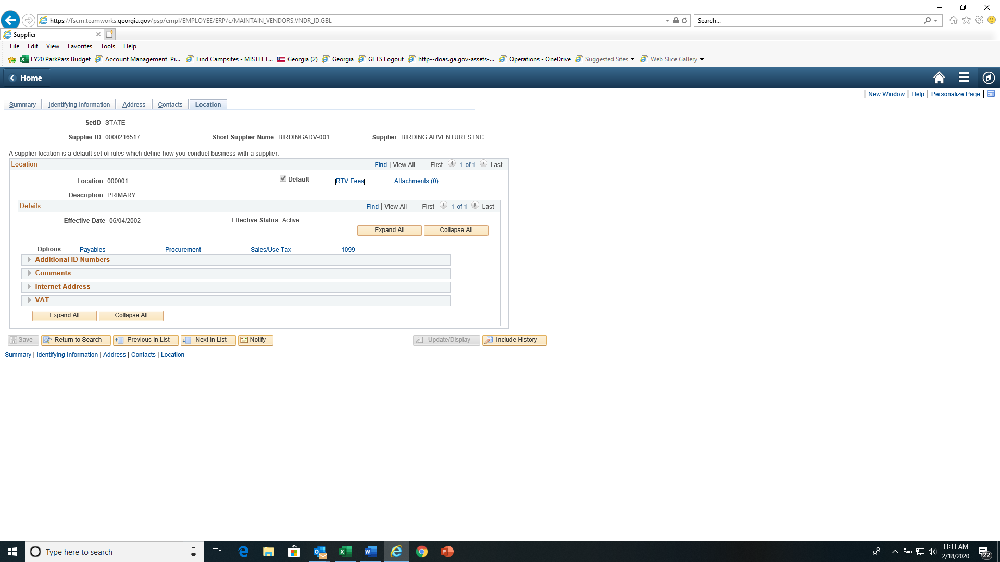 https://fscm.teamworks.georgia.gov/psp/empl/EMPLOYEE/ERP/c/MAINTAIN_VENDORS.VNDR_ID.GBL
Search...
Supplier
File Edit View Favorites Tools Help
FY20 ParkPass Budget Account Management Pi... Find Campsites - MISTLET... Georgia (2) Georgia GETS Logout http--doas.ga.gov-assets-... Operations - OneDrive Suggested Sites Web Slice Gallery
Home
New Window | Help | Personalize Page |
Summary Identifying Information Address Contacts Location
SetID STATE
Supplier ID 0000216517 Short Supplier Name BIRDINGADV-001 Supplier BIRDING ADVENTURES INC
A supplier location is a default set of rules which define how you conduct business with a supplier.
Location Find | View All First 1 of 1 Last
Location 000001 Default RTV Fees Attachments (0)
Description PRIMARY
Details Find | View All First 1 of 1 Last
Effective Date 06/04/2002 Effective Status Active
Expand All Collapse All
Options Payables Procurement Sales/Use Tax 1099
Additional ID Numbers
Comments
Internet Address
VAT
Expand All Collapse All
Save Return to Search Previous in List Next in List Notify Update/Display Include History
Summary | Identifying Information | Address | Contacts | Location
Type here to search
11:11 AM
2/18/2020
22